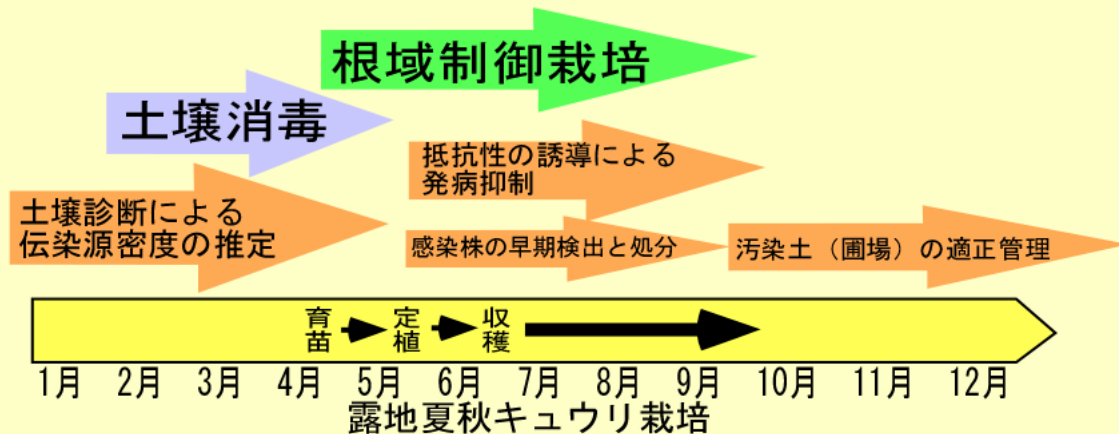 根域制御栽培
土壌消毒
抵抗性の誘導による
発病抑制
土壌診断による
伝染源密度の推定
感染株の早期検出と処分
汚染土（圃場）の適正管理
育苗
定植
収穫
1月 2月 3月 4月 5月 6月 7月 8月 9月 10月 11月 12月
露地夏秋キュウリ栽培